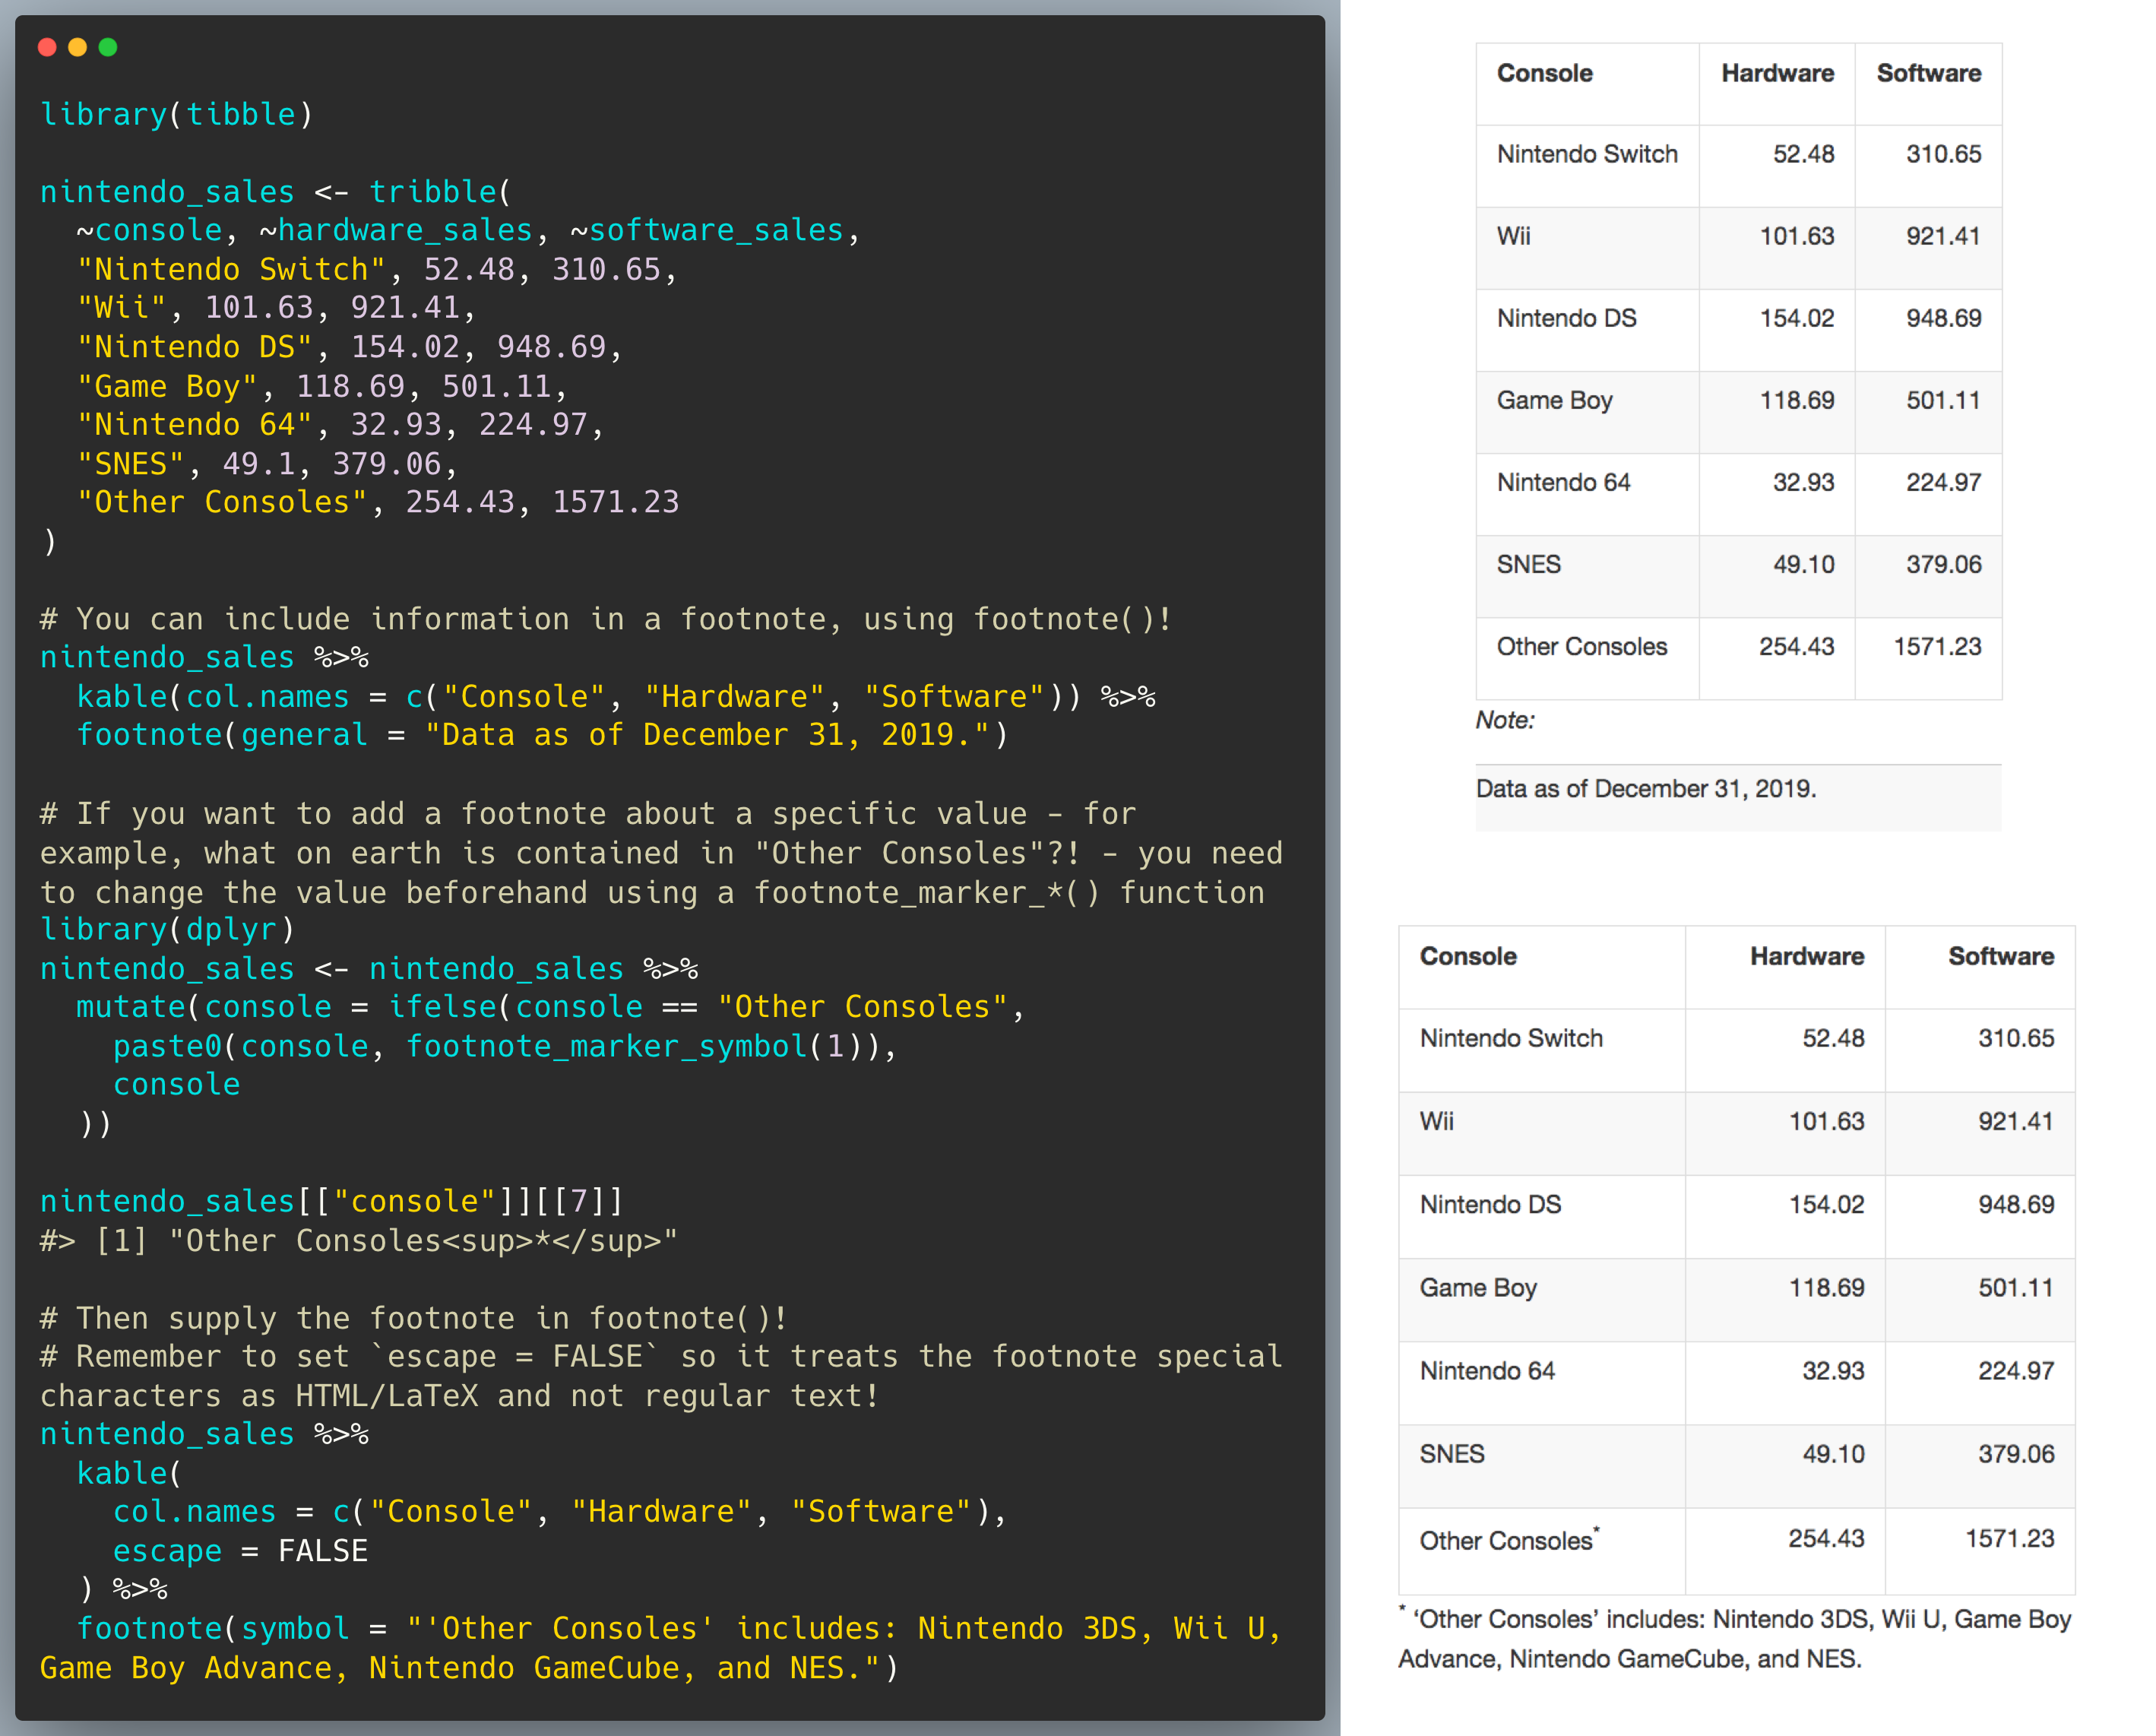 library(tibble)
nintendo_sales <- tribble(
  ~console, ~hardware_sales, ~software_sales,
  "Nintendo Switch", 52.48, 310.65,
  "Wii", 101.63, 921.41,
  "Nintendo DS", 154.02, 948.69,
  "Game Boy", 118.69, 501.11,
  "Nintendo 64", 32.93, 224.97,
  "SNES", 49.1, 379.06,
  "Other Consoles", 254.43, 1571.23
)
# You can include information in a footnote, using footnote()!
nintendo_sales %>%
  kable(col.names = c("Console", "Hardware", "Software")) %>%
  footnote(general = "Data as of December 31, 2019.")
# If you want to add a footnote about a specific value - for
example, what on earth is contained in "Other Consoles"?! - you need
to change the value beforehand using a footnote_marker_*() function
library(dplyr)
nintendo_sales <- nintendo_sales %>%
  mutate(console = ifelse(console == "Other Consoles",
    paste0(console, footnote_marker_symbol(1)),
    console
  ))
nintendo_sales[["console"]][[7]]
#> [1] "Other Consoles<sup>*</sup>"
# Then supply the footnote in footnote()!
# Remember to set `escape = FALSE` so it treats the footnote special
characters as HTML/LaTeX and not regular text!
nintendo_sales %>%
  kable(
    col.names = c("Console", "Hardware", "Software"),
    escape = FALSE
  ) %>%
  footnote(symbol = "'Other Consoles' includes: Nintendo 3DS, Wii U,
Game Boy Advance, Nintendo GameCube, and NES.")
Console Hardware Software
Nintendo Switch 52.48 310.65
Wii 101.63 921.41
Nintendo DS 154.02 948.69
Game Boy 118.69 501.11
Nintendo 64 32.93 224.97
SNES 49.10 379.06
Other Consoles 254.43 1571.23
Note:
Data as of December 31, 2019.
Console Hardware Software
Nintendo Switch 52.48 310.65
Wii 101.63 921.41
Nintendo DS 154.02 948.69
Game Boy 118.69 501.11
Nintendo 64 32.93 224.97
SNES 49.10 379.06
Other Consoles* 254.43 1571.23
* ‘Other Consoles’ includes: Nintendo 3DS, Wii U, Game Boy
Advance, Nintendo GameCube, and NES.